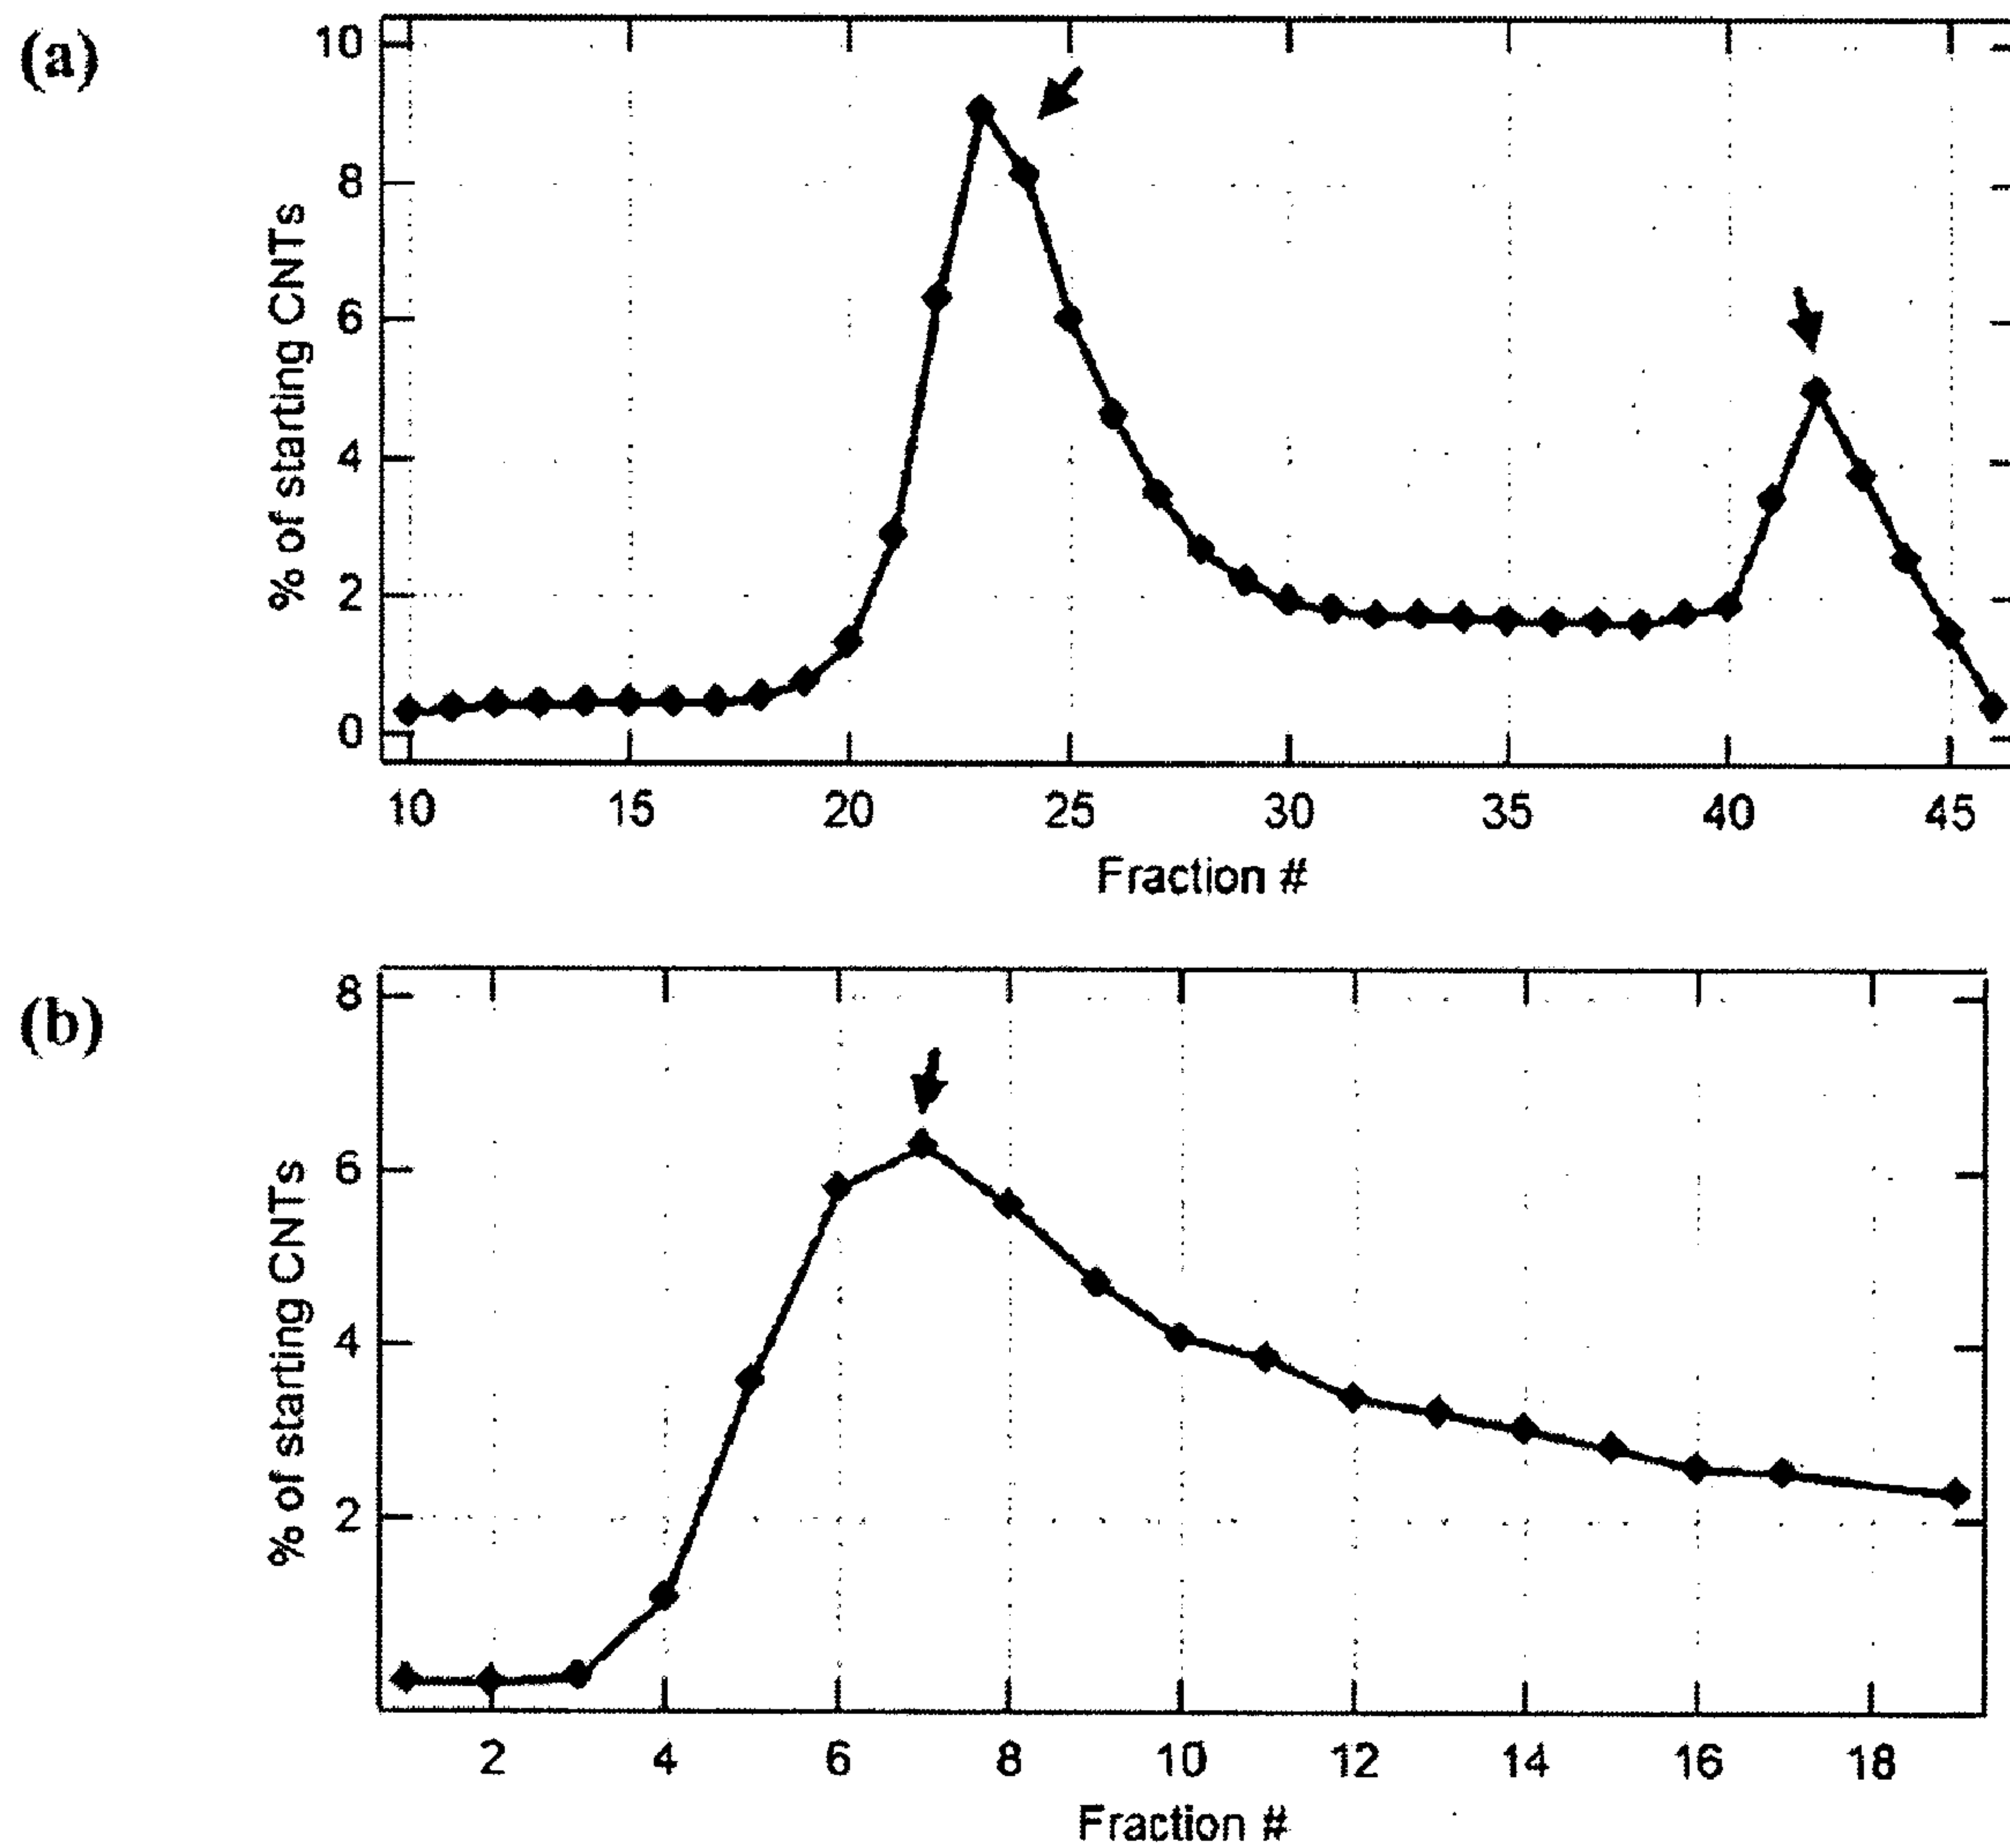 (a)
10
8
6
4
2
0
% of starting CNTs
10 15 20 25 30 35 40 45
Fraction #
(b)
8
6
4
2
% of starting CNTs
2 4 6 8 10 12 14 16 18
Fraction #